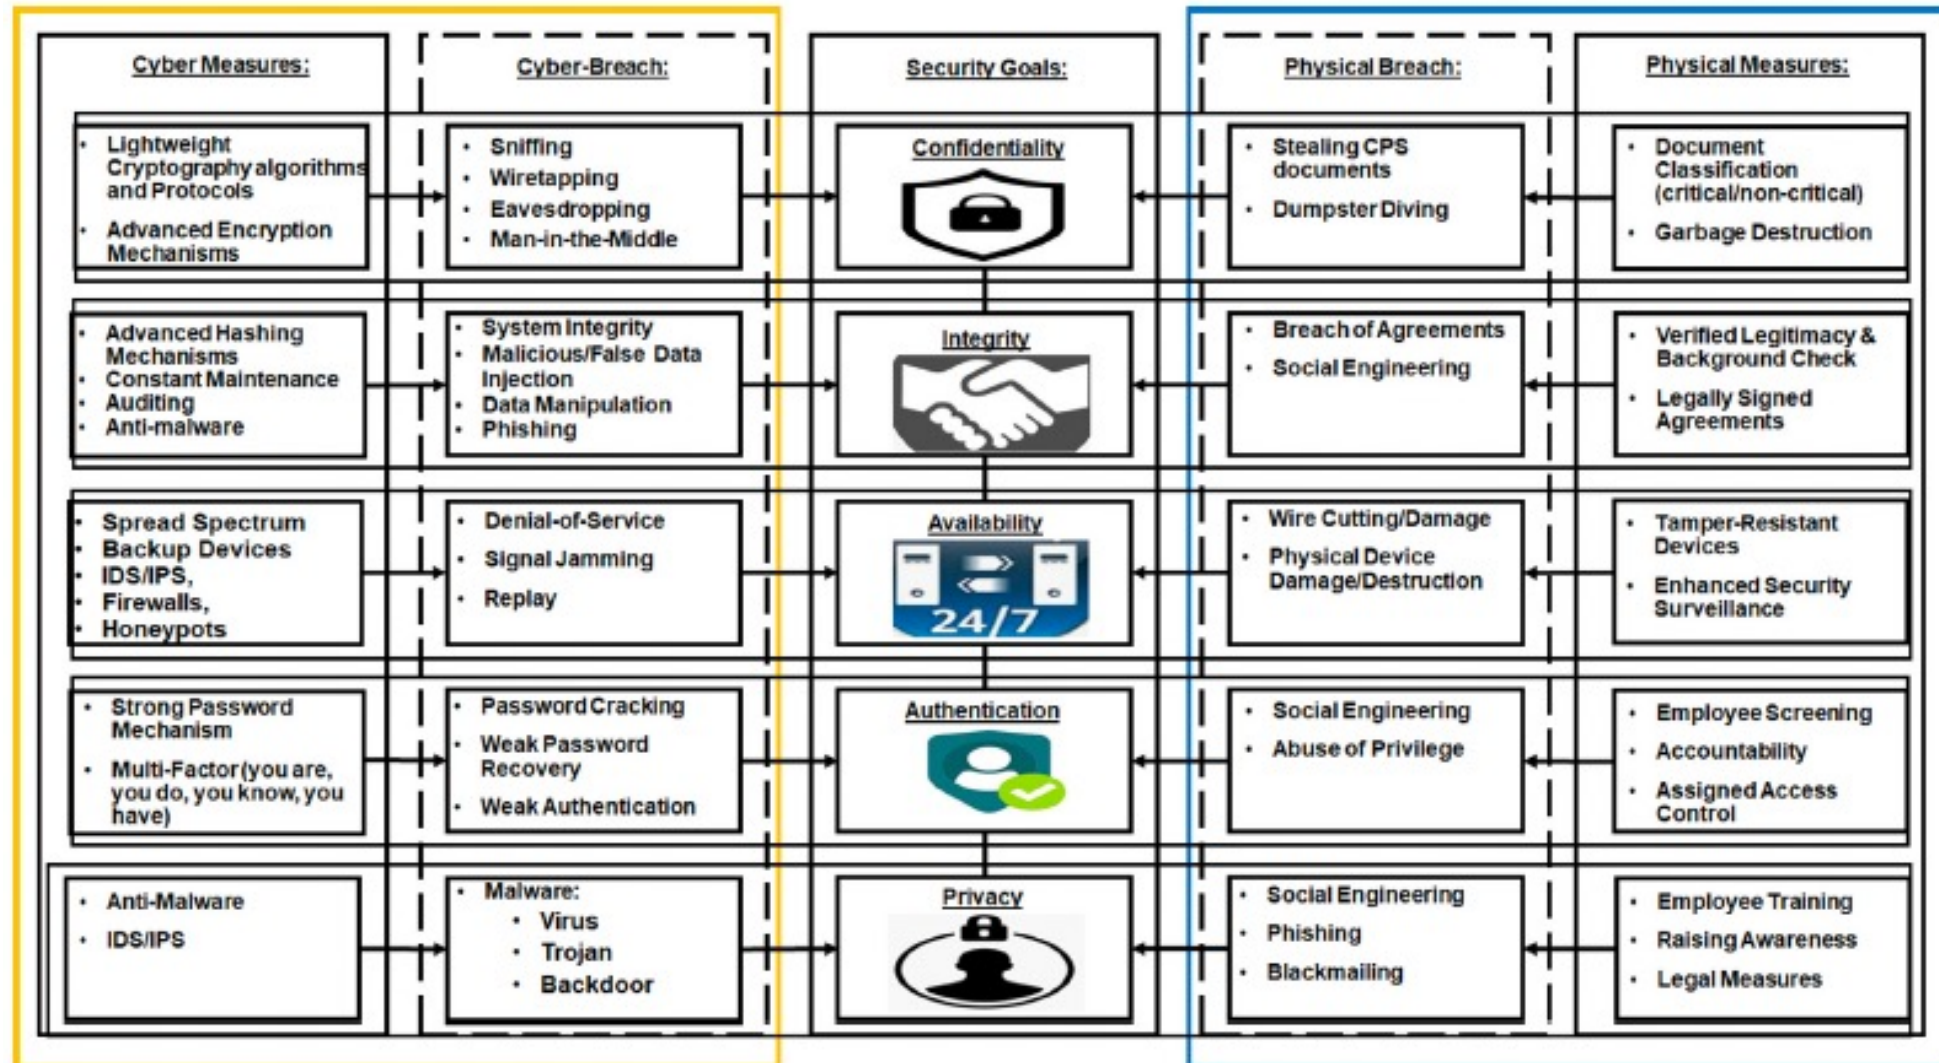 Cyber Measures:
Cyber-Breach:
Security Goals:
Physical Breach:
Physical Measures:
• Lightweight
Cryptography algorithms
and Protocols
• Advanced Encryption
Mechanisms
• Sniffing
• Wiretapping
• Eavesdropping
• Man-in-the-Middle
Confidentiality
• Stealing CPS
documents
• Dumpster Diving
• Document
Classification
(critical/non-critical)
• Garbage Destruction
• Advanced Hashing
Mechanisms
• Constant Maintenance
• Auditing
• Anti-malware
• System Integrity
• Malicious/False Data
Injection
• Data Manipulation
• Phishing
Integrity
• Breach of Agreements
• Social Engineering
• Verified Legitimacy &
Background Check
• Legally Signed
Agreements
• Spread Spectrum
• Backup Devices
• IDS/IPS,
• Firewalls,
• Honeypots
• Denial-of-Service
• Signal Jamming
• Replay
Availability
24/7
• Wire Cutting/Damage
• Physical Device
Damage/Destruction
• Tamper-Resistant
Devices
• Enhanced Security
Surveillance
• Strong Password
Mechanism
• Multi-Factor (you are,
you do, you know, you
have)
• Password Cracking
• Weak Password
Recovery
• Weak Authentication
Authentication
• Social Engineering
• Abuse of Privilege
• Employee Screening
• Accountability
• Assigned Access
Control
• Anti-Malware
• IDS/IPS
• Malware:
• Virus
• Trojan
• Backdoor
Privacy
• Social Engineering
• Phishing
• Blackmailing
• Employee Training
• Raising Awareness
• Legal Measures